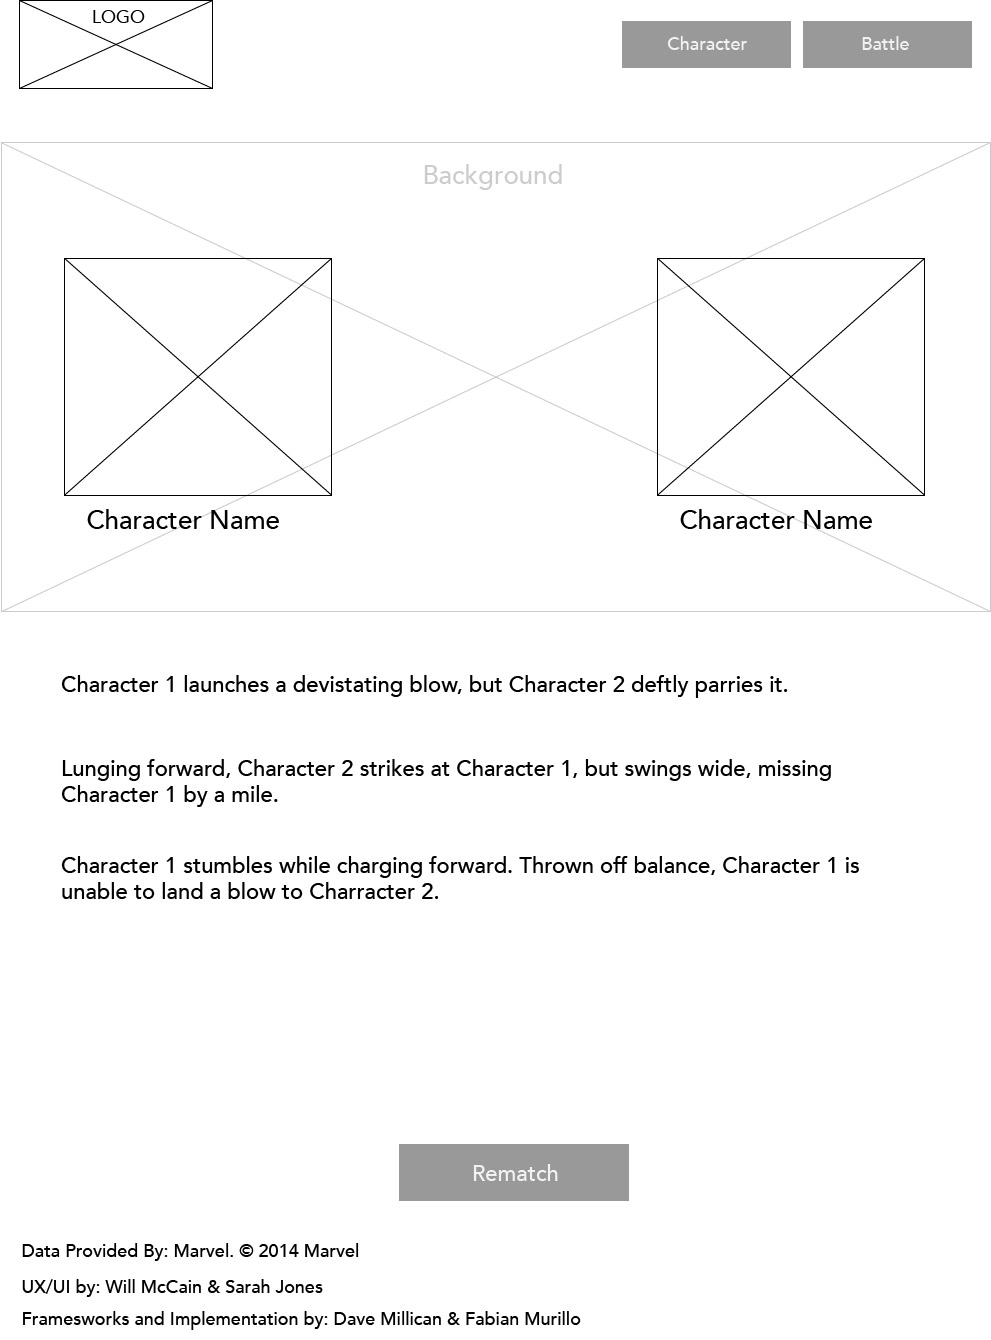 LOGO
Character
Battle
Background
Character Name
Character Name
Character 1 launches a devistating blow, but Character 2 deftly parries it.
Lunging forward, Character 2 strikes at Character 1, but swings wide, missing
Character 1 by a mile.
Character 1 stumbles while charging forward. Thrown off balance, Character 1 is
unable to land a blow to Charracter 2.
Rematch
Data Provided By: Marvel. © 2014 Marvel
UX/UI by: Will McCain & Sarah Jones
Framesworks and Implementation by: Dave Millican & Fabian Murillo